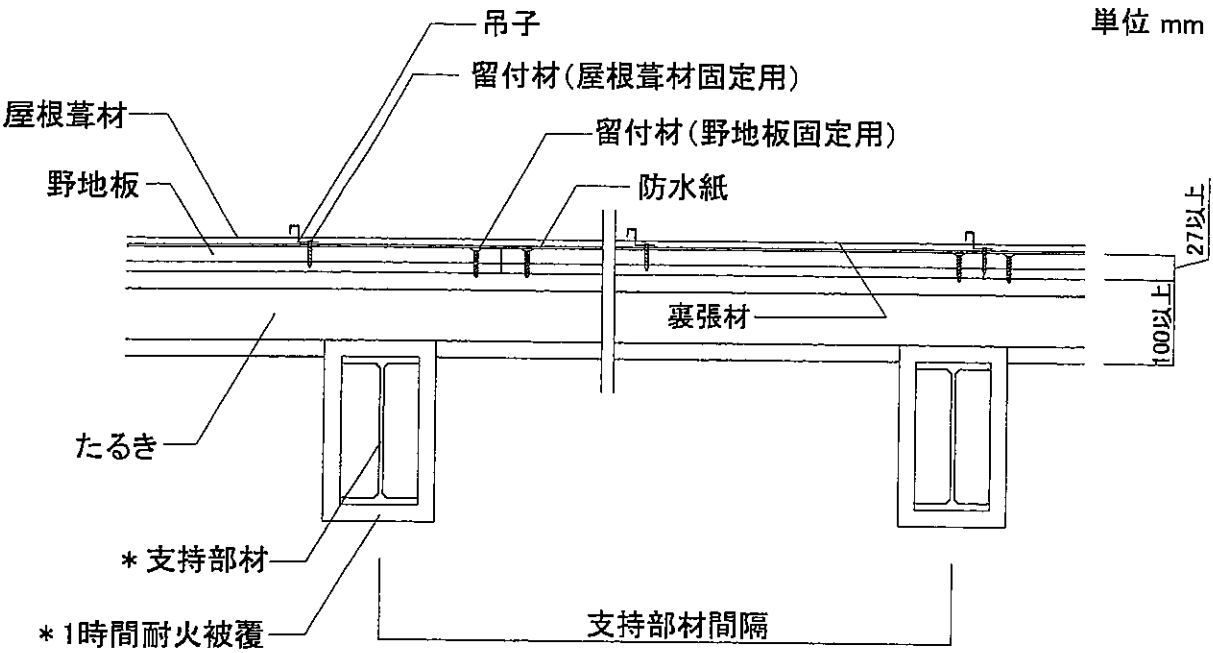 単位 mm
吊子
留付材(屋根葺材固定用)
屋根葺材
留付材(野地板固定用)
野地板
防水紙
27以上
裏張材
100以上
たるき
*支持部材
*1時間耐火被覆
支持部材間隔